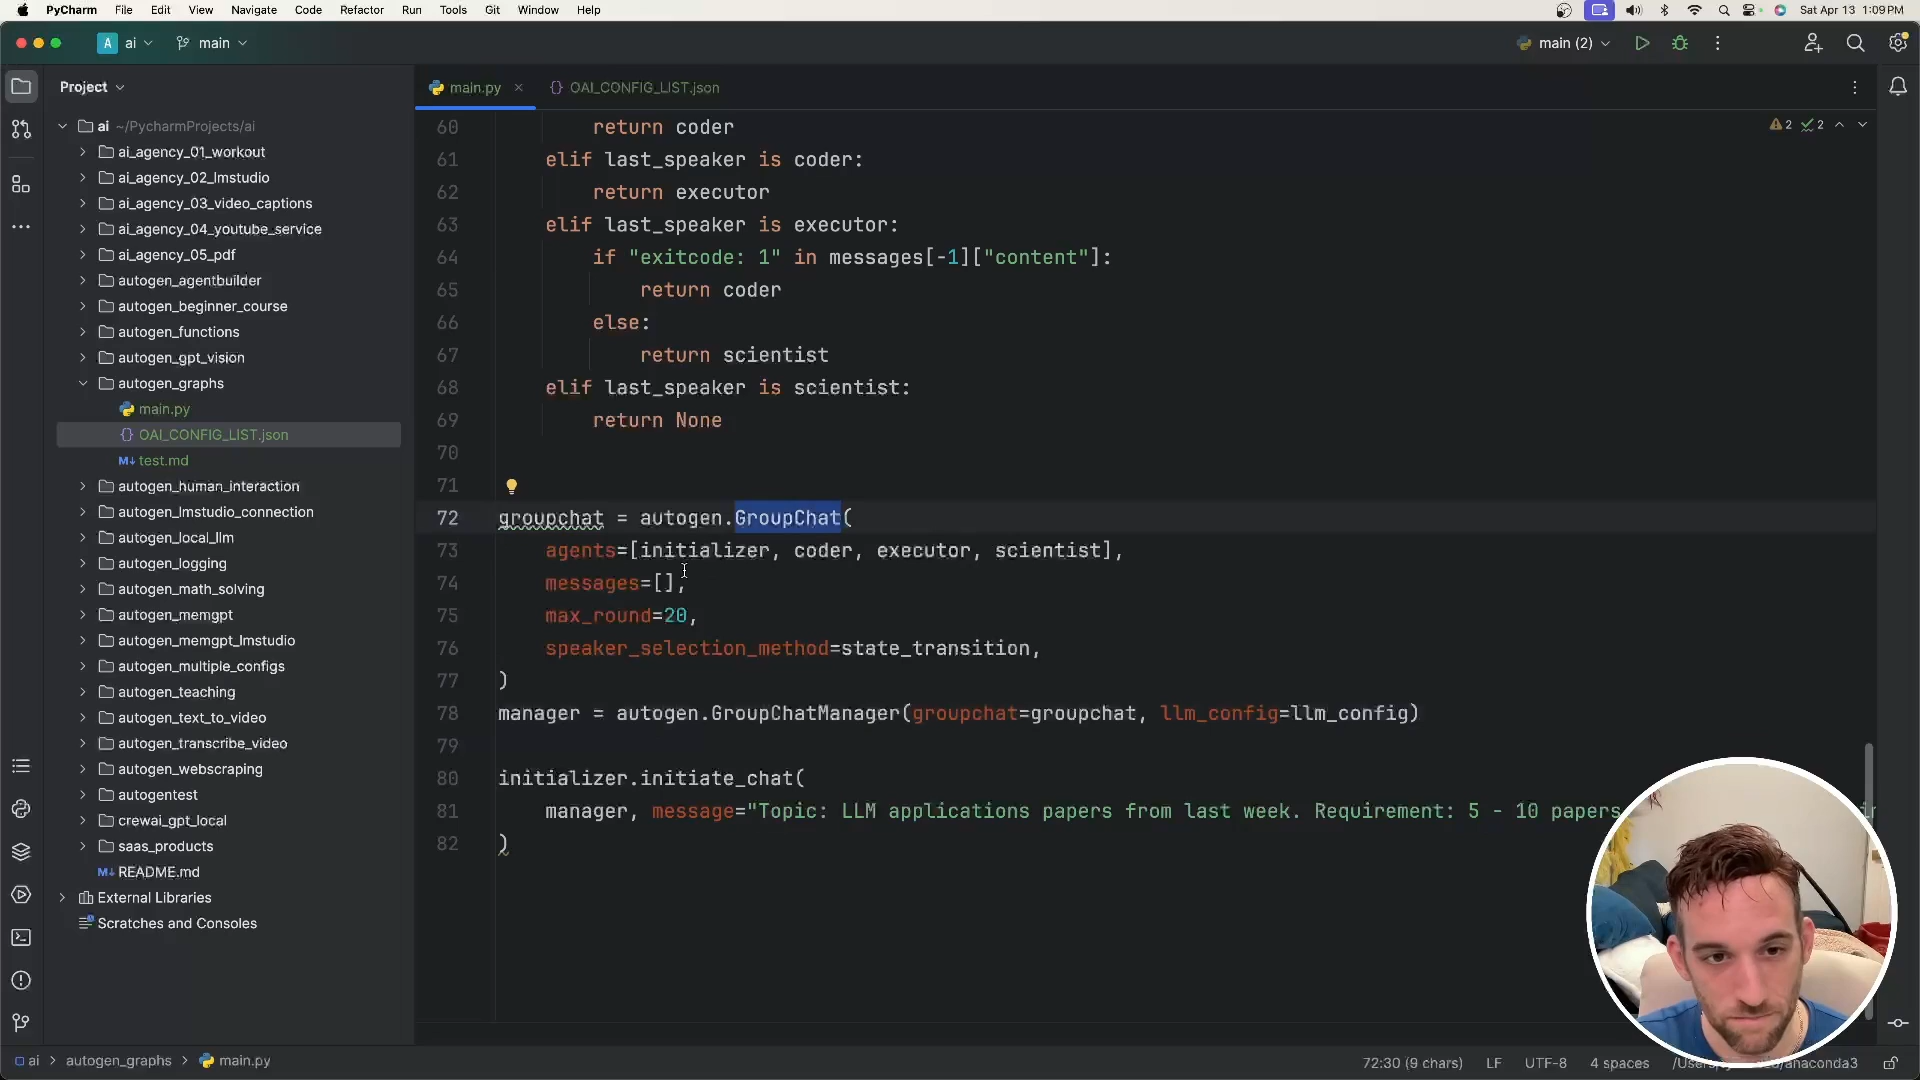 PyCharm File Edit View Navigate Code Refactor Run Tools Git Window Help Sat Apr 13 1:09 PM
A ai main main (2)
Project
main.py OAI_CONFIG_LIST.json
ai ~/PycharmProjects/ai
ai_agency_01_workout
ai_agency_02_lmstudio
ai_agency_03_video_captions
ai_agency_04_youtube_service
ai_agency_05_pdf
autogen_agentbuilder
autogen_beginner_course
autogen_functions
autogen_gpt_vision
autogen_graphs
main.py
OAI_CONFIG_LIST.json
test.md
autogen_human_interaction
autogen_lmstudio_connection
autogen_local_llm
autogen_logging
autogen_math_solving
autogen_memgpt
autogen_memgpt_lmstudio
autogen_multiple_configs
autogen_teaching
autogen_text_to_video
autogen_transcribe_video
autogen_webscraping
autogentest
crewai_gpt_local
saas_products
README.md
External Libraries
Scratches and Consoles
2 2
60 return coder
61 elif last_speaker is coder:
62 return executor
63 elif last_speaker is executor:
64 if "exitcode: 1" in messages[-1]["content"]:
65 return coder
66 else:
67 return scientist
68 elif last_speaker is scientist:
69 return None
70
71
72 groupchat = autogen.GroupChat(
73 agents=[initializer, coder, executor, scientist],
74 messages=[],
75 max_round=20,
76 speaker_selection_method=state_transition,
77 )
78 manager = autogen.GroupChatManager(groupchat=groupchat, llm_config=llm_config)
79
80 initializer.initiate_chat(
81 manager, message="Topic: LLM applications papers from last week. Requirement: 5 - 10 papers
82 )
ai > autogen_graphs > main.py
72:30 (9 chars) LF UTF-8 4 spaces